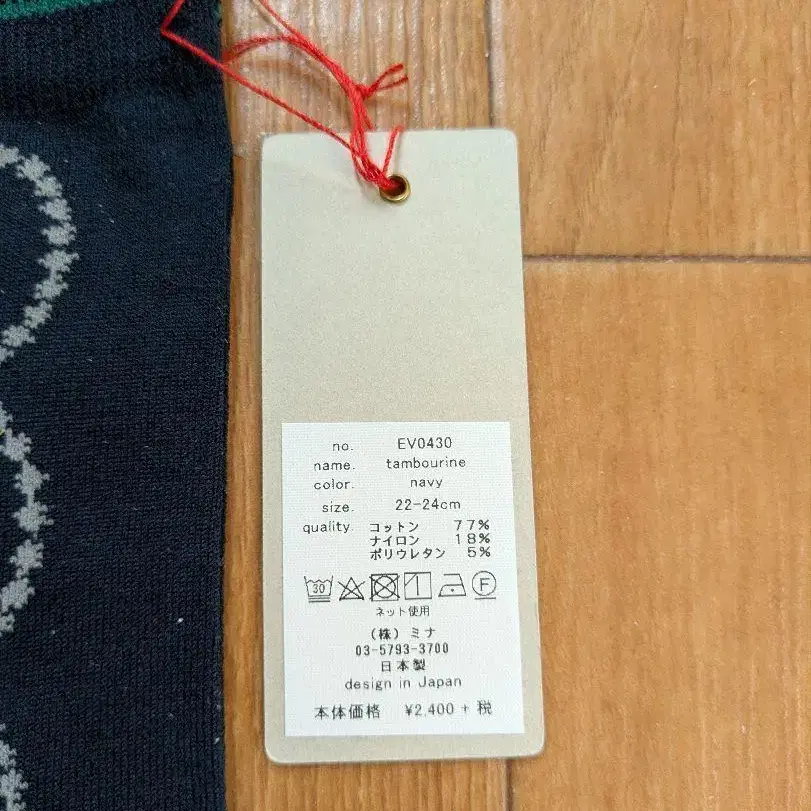 no. EV0430
name. tambourine
color. navy
size. 22-24cm
quality. コットン 77%
ナイロン 18%
ポリウレタン 5%
30 F
ネット使用
(株) ミナ
03-5793-3700
日本製
design in Japan
本体価格 ¥2,400 + 税